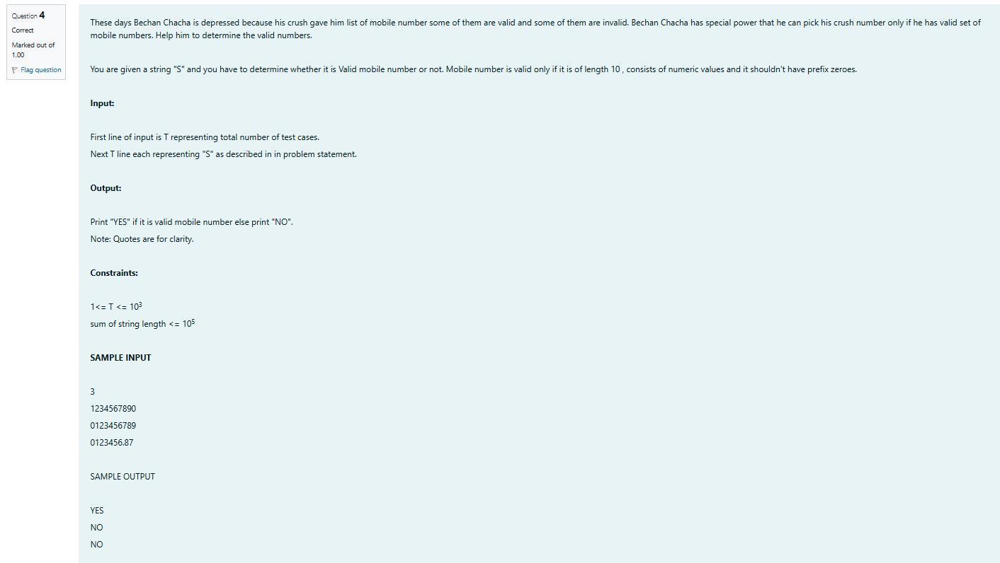 Question 4
Correct
Marked out of
1.00
Flag question
These days Bechan Chacha is depressed because his crush gave him list of mobile number some of them are valid and some of them are invalid. Bechan Chacha has special power that he can pick his crush number only if he has valid set of
mobile numbers. Help him to determine the valid numbers.
You are given a string "S" and you have to determine whether it is Valid mobile number or not. Mobile number is valid only if it is of length 10 , consists of numeric values and it shouldn't have prefix zeroes.
Input:
First line of input is T representing total number of test cases.
Next T line each representing "S" as described in in problem statement.
Output:
Print "YES" if it is valid mobile number else print "NO".
Note: Quotes are for clarity.
Constraints:
1<= T <= 10³
sum of string length <= 10⁵
SAMPLE INPUT
3
1234567890
0123456789
0123456.87
SAMPLE OUTPUT
YES
NO
NO